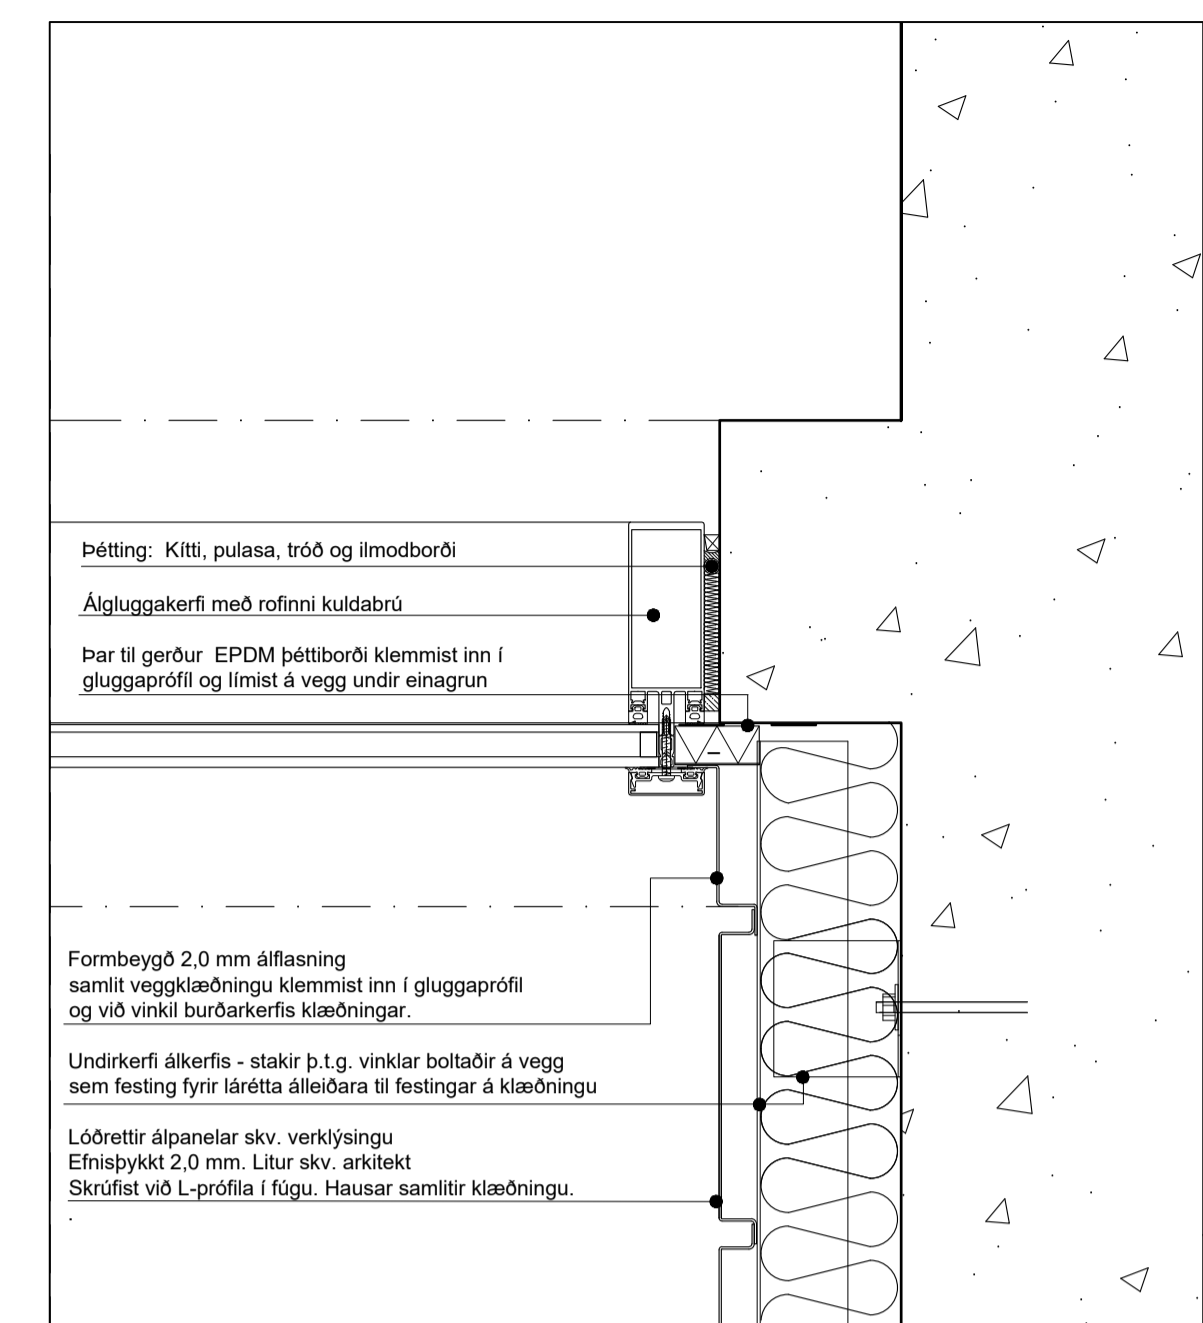 Þétting: Kítti, pulasa, tróð og ilmodborði
Álgluggakerfi með rofinni kuldabrú
Þar til gerður EPDM þéttiborði klemmist inn í
gluggaprófíl og límist á vegg undir einagrun
Formbeygð 2,0 mm álflasning
samlit veggklæðningu klemmist inn í gluggaprófil
og við vinkil burðarkerfis klæðningar.
Undirkerfi álkerfis - stakir þ.t.g. vinklar boltaðir á vegg
sem festing fyrir lárétta álleiðara til festingar á klæðningu
Lóðrettir álpanelar skv. verklýsingu
Efnisþykkt 2,0 mm. Litur skv. arkitekt
Skrúfist við L-prófila í fúgu. Hausar samlitir klæðningu.
.